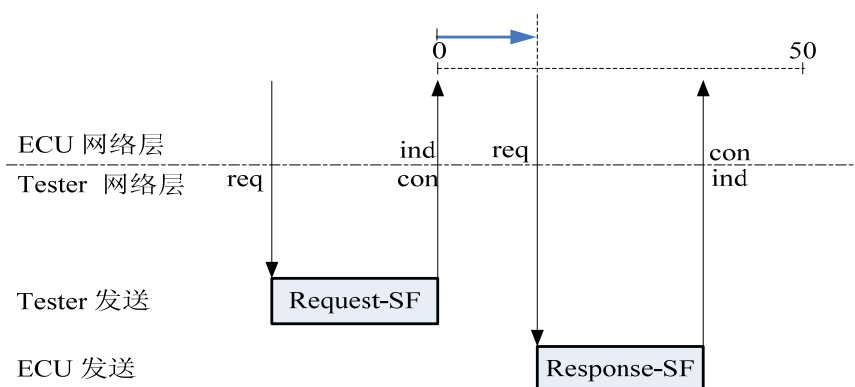 0 50
ECU 网络层 ind req con
Tester 网络层 req con ind
Tester 发送 Request-SF
ECU 发送 Response-SF